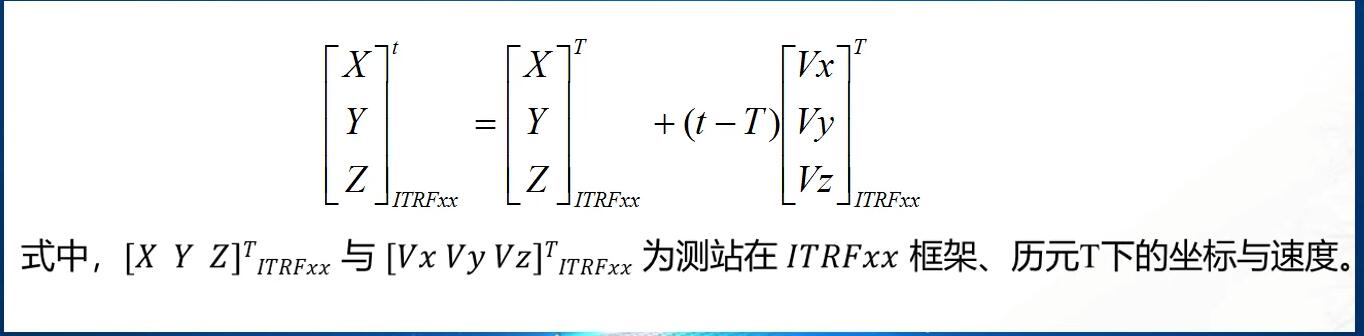 $$\begin{bmatrix} X \\ Y \\ Z \end{bmatrix}^{t}_{ITRFxx} = \begin{bmatrix} X \\ Y \\ Z \end{bmatrix}^{T}_{ITRFxx} + (t-T) \begin{bmatrix} Vx \\ Vy \\ Vz \end{bmatrix}^{T}_{ITRFxx}$$
式中，$[X\ Y\ Z]^{T}{}_{ITRFxx}$ 与 $[Vx\ Vy\ Vz]^{T}{}_{ITRFxx}$ 为测站在 $ITRFxx$ 框架、历元T下的坐标与速度。